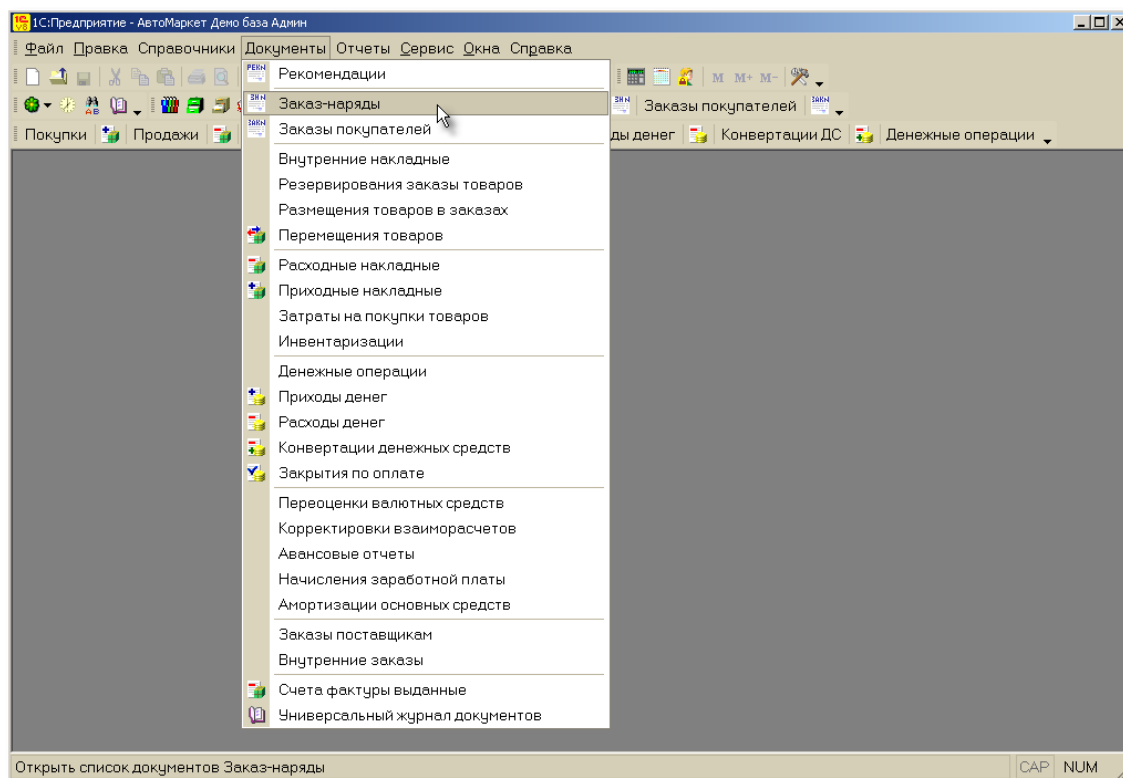 1С:Предприятие - АвтоМаркет Демо база Админ
Файл Правка Справочники Документы Отчеты Сервис Окна Справка
M M+ M-
Заказы покупателей
Покупки Продажи ды денег Конвертации ДС Денежные операции
Рекомендации
Заказ-наряды
Заказы покупателей
Внутренние накладные
Резервирования заказы товаров
Размещения товаров в заказах
Перемещения товаров
Расходные накладные
Приходные накладные
Затраты на покупки товаров
Инвентаризации
Денежные операции
Приходы денег
Расходы денег
Конвертации денежных средств
Закрытия по оплате
Переоценки валютных средств
Корректировки взаиморасчетов
Авансовые отчеты
Начисления заработной платы
Амортизации основных средств
Заказы поставщикам
Внутренние заказы
Счета фактуры выданные
Универсальный журнал документов
Открыть список документов Заказ-наряды CAP NUM